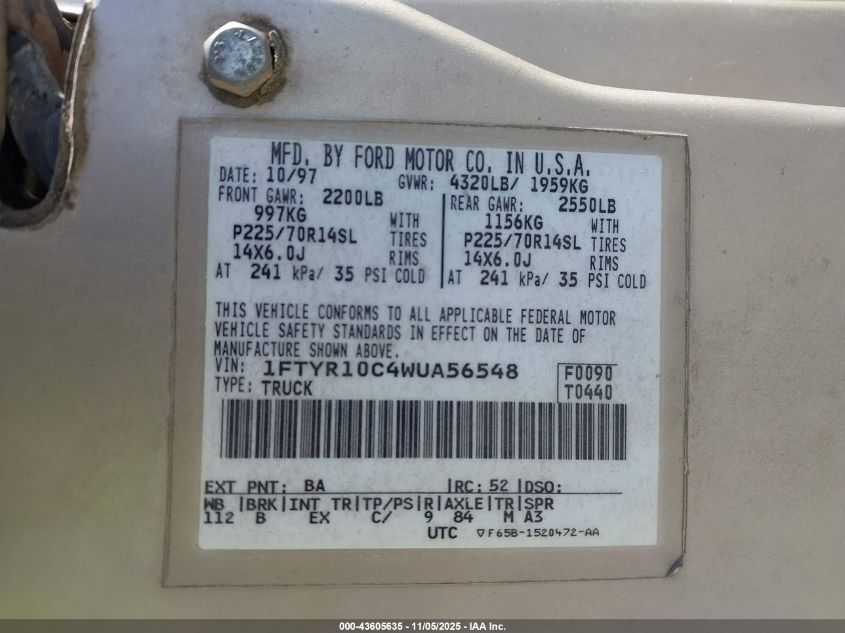 MFD. BY FORD MOTOR CO. IN U.S.A.
DATE: 10/97 GVWR: 4320LB/ 1959KG
FRONT GAWR: 2200LB REAR GAWR: 2550LB
997KG WITH 1156KG WITH
P225/70R14SL TIRES P225/70R14SL TIRES
14X6.0J RIMS 14X6.0J RIMS
AT 241 kPa/ 35 PSI COLD AT 241 kPa/ 35 PSI COLD
THIS VEHICLE CONFORMS TO ALL APPLICABLE FEDERAL MOTOR
VEHICLE SAFETY STANDARDS IN EFFECT ON THE DATE OF
MANUFACTURE SHOWN ABOVE.
VIN: 1FTYR10C4WUA56548 F0090
TYPE: TRUCK T0440
EXT PNT: BA |RC: 52 |DSO:
WB |BRK|INT TR|TP/PS|R|AXLE|TR|SPR
112 B EX C/ 9 84 M A3
UTC ▽F65B-1520472-AA
000-43605635 - 11/05/2025 - IAA Inc.